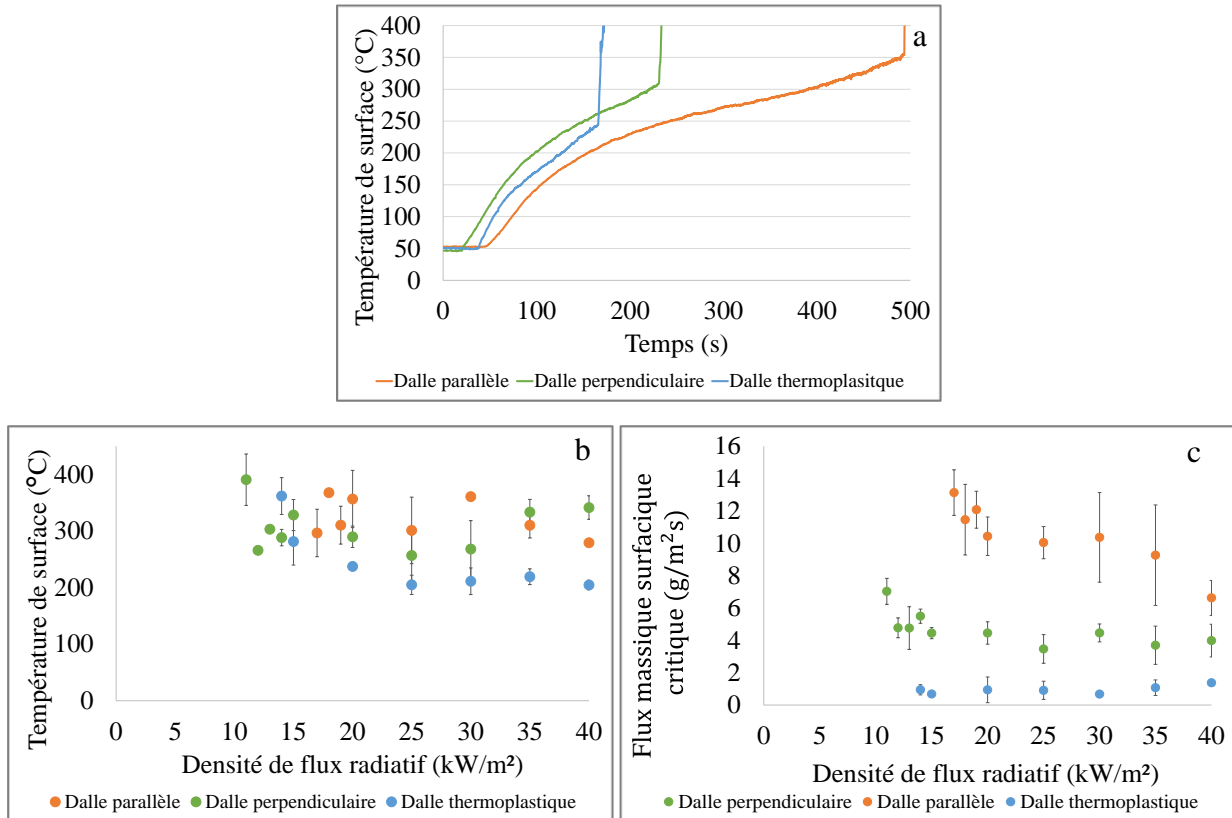 a
Température de surface (°C)
400
350
300
250
200
150
100
50
0
0 100 200 300 400 500
Temps (s)
Dalle parallèle Dalle perpendiculaire Dalle thermoplasitque
b
Température de surface (°C)
400
300
200
100
0
0 5 10 15 20 25 30 35 40
Densité de flux radiatif (kW/m²)
Dalle parallèle Dalle perpendiculaire Dalle thermoplastique
c
Flux massique surfacique
critique (g/m²s)
16
14
12
10
8
6
4
2
0
0 5 10 15 20 25 30 35 40
Densité de flux radiatif (kW/m²)
Dalle perpendiculaire Dalle parallèle Dalle thermoplastique